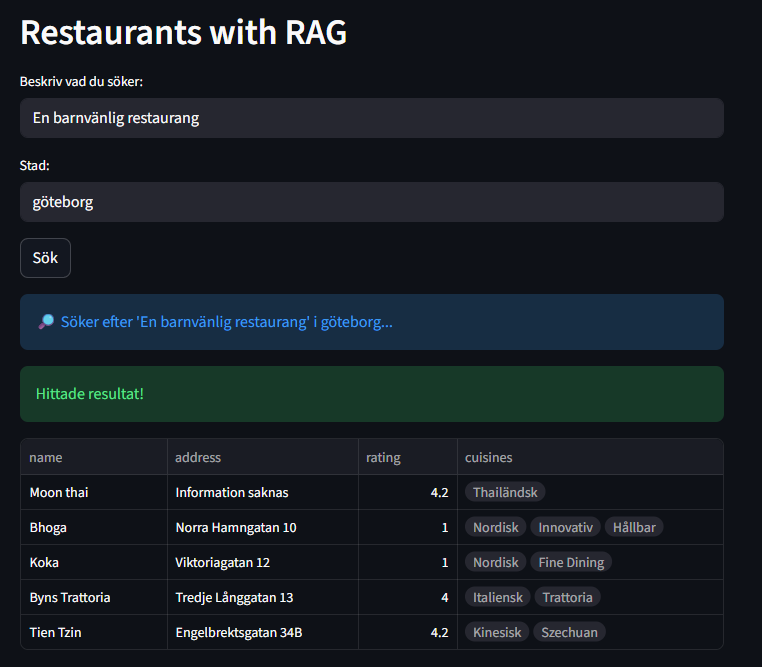 Restaurants with RAG
Beskriv vad du söker:
En barnvänlig restaurang
Stad:
göteborg
Sök
Söker efter 'En barnvänlig restaurang' i göteborg...
Hittade resultat!
name address rating cuisines
Moon thai Information saknas 4.2 Thailändsk
Bhoga Norra Hamngatan 10 1 Nordisk Innovativ Hållbar
Koka Viktoriagatan 12 1 Nordisk Fine Dining
Byns Trattoria Tredje Långgatan 13 4 Italiensk Trattoria
Tien Tzin Engelbrektsgatan 34B 4.2 Kinesisk Szechuan